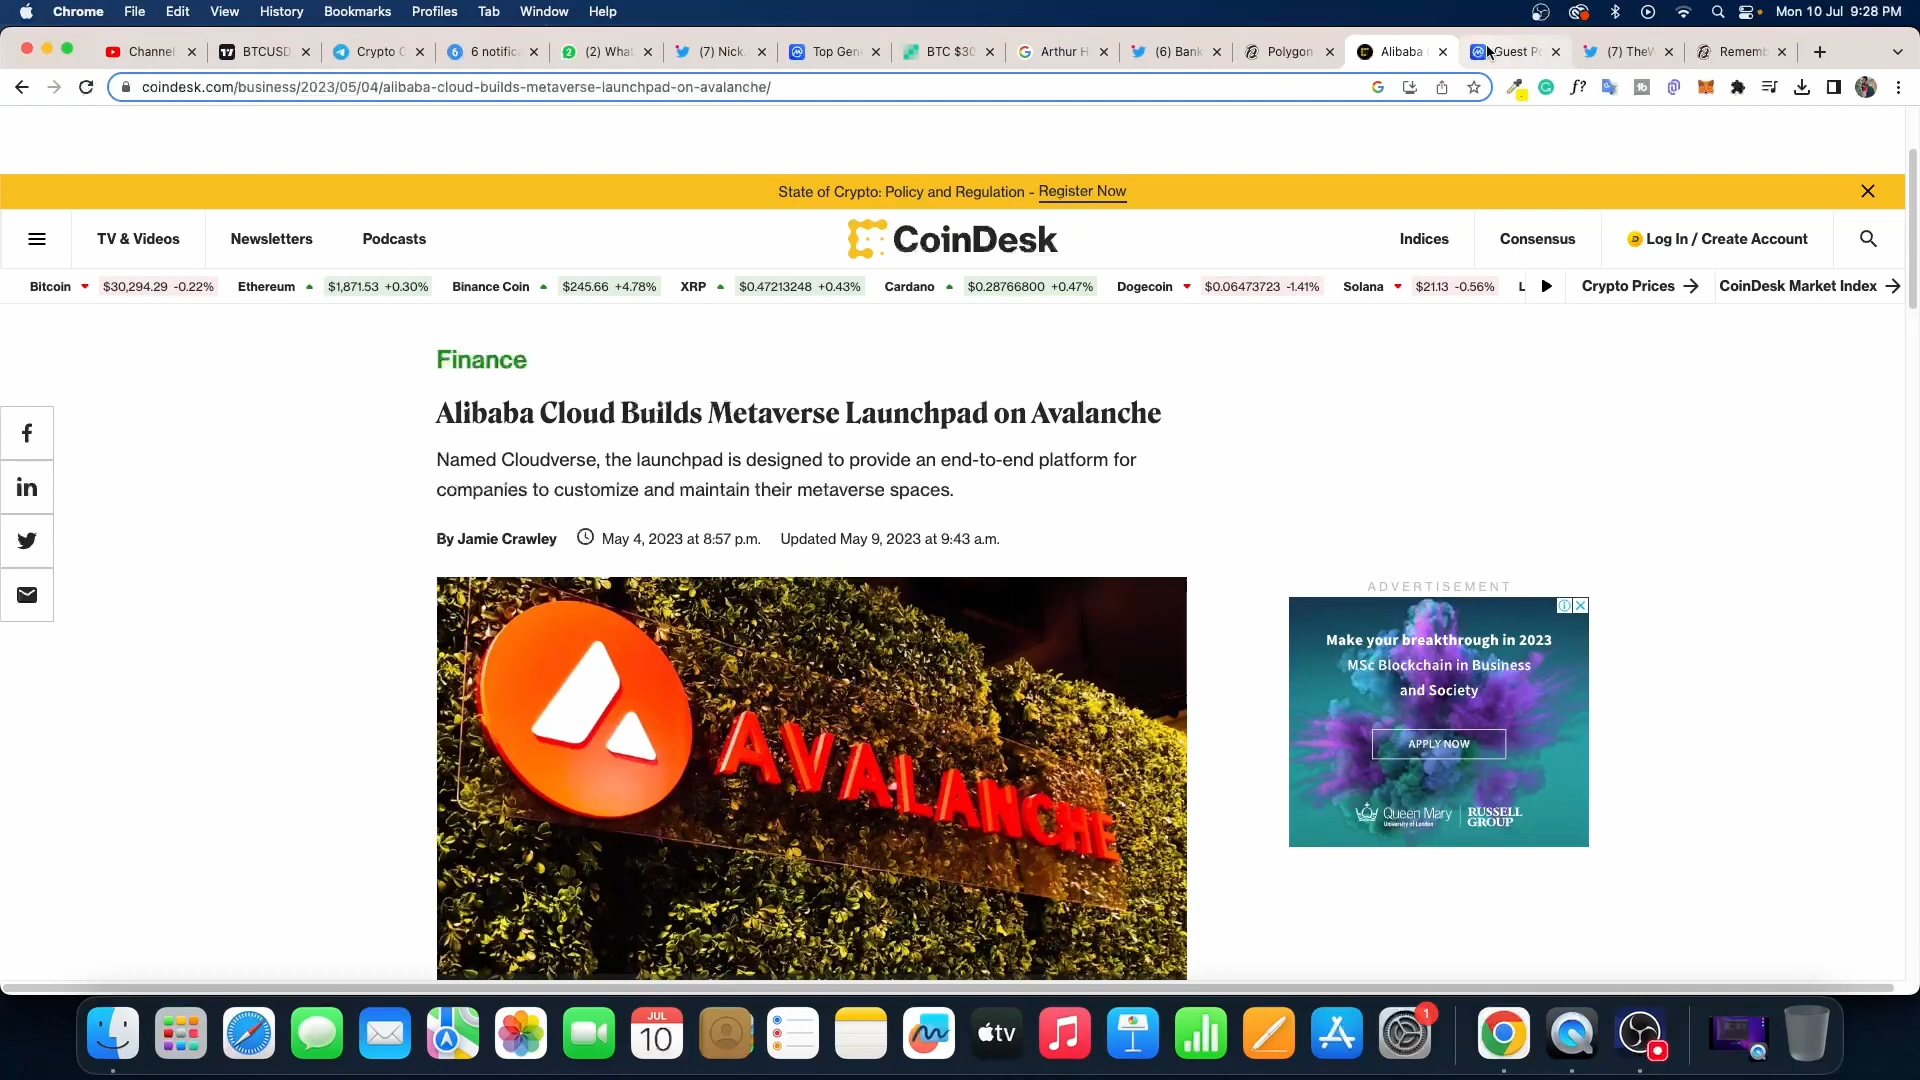 Chrome File Edit View History Bookmarks Profiles Tab Window Help Mon 10 Jul 9:28 PM
Channel BTCUSD Crypto C 6 notific (2) What (7) Nick Top Gen BTC $30 Arthur H (6) Bank Polygon Alibaba Guest Po (7) TheW Rememb
coindesk.com/business/2023/05/04/alibaba-cloud-builds-metaverse-launchpad-on-avalanche/
State of Crypto: Policy and Regulation - Register Now
TV & Videos Newsletters Podcasts CoinDesk Indices Consensus Log In / Create Account
Bitcoin $30,294.29 -0.22% Ethereum $1,871.53 +0.30% Binance Coin $245.66 +4.78% XRP $0.47213248 +0.43% Cardano $0.28766800 +0.47% Dogecoin $0.06473723 -1.41% Solana $21.13 -0.56% L Crypto Prices CoinDesk Market Index
Finance
Alibaba Cloud Builds Metaverse Launchpad on Avalanche
Named Cloudverse, the launchpad is designed to provide an end-to-end platform for
companies to customize and maintain their metaverse spaces.
By Jamie Crawley May 4, 2023 at 8:57 p.m. Updated May 9, 2023 at 9:43 a.m.
AVALANCHE
ADVERTISEMENT
Make your breakthrough in 2023
MSc Blockchain in Business
and Society
APPLY NOW
Queen Mary
University of London
RUSSELL
GROUP
JUL
10
tv
1